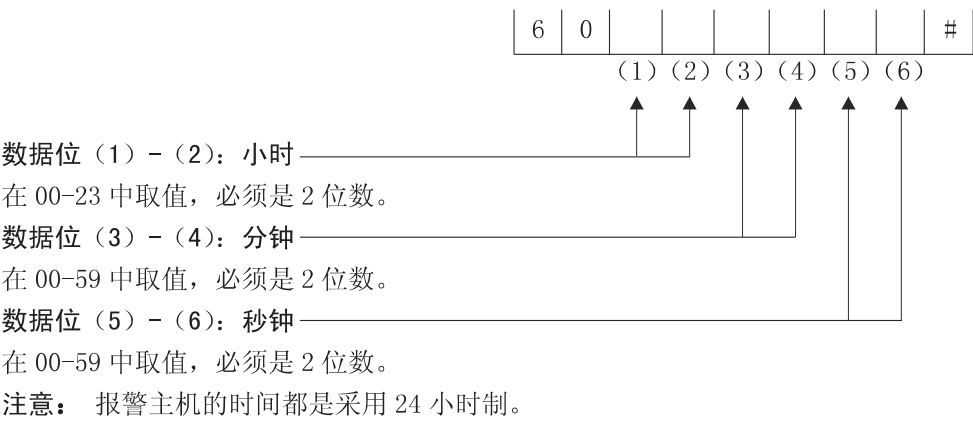 6 0 #
(1)(2)(3)(4)(5)(6)
数据位（1）-（2）：小时
在 00-23 中取值，必须是 2 位数。
数据位（3）-（4）：分钟
在 00-59 中取值，必须是 2 位数。
数据位（5）-（6）：秒钟
在 00-59 中取值，必须是 2 位数。
注意： 报警主机的时间都是采用 24 小时制。